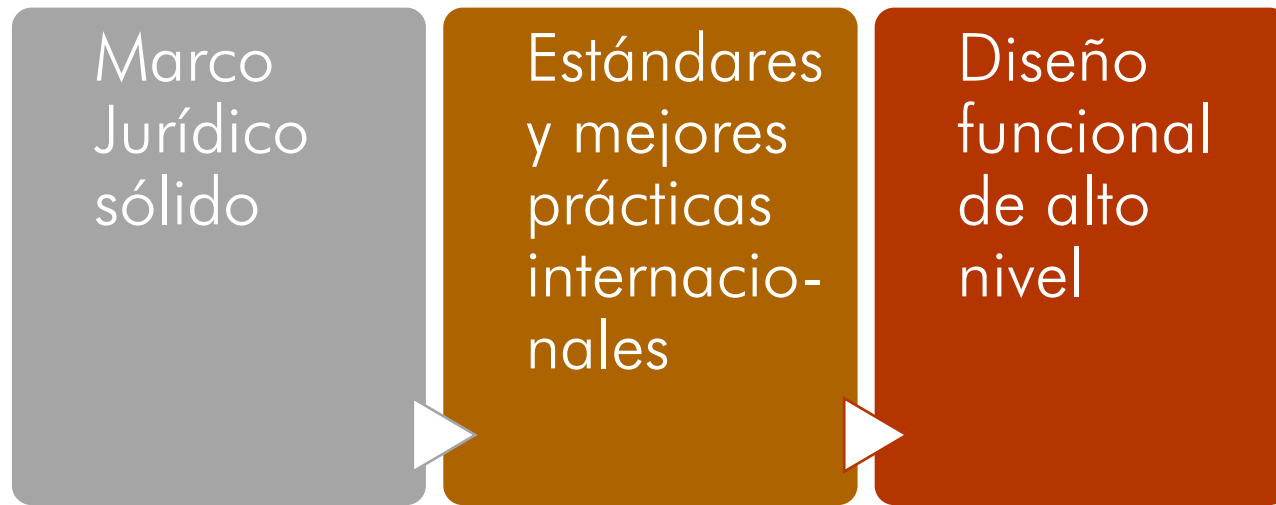 Marco
Jurídico
sólido
Estándares
y mejores
prácticas
internacio-
nales
Diseño
funcional
de alto
nivel